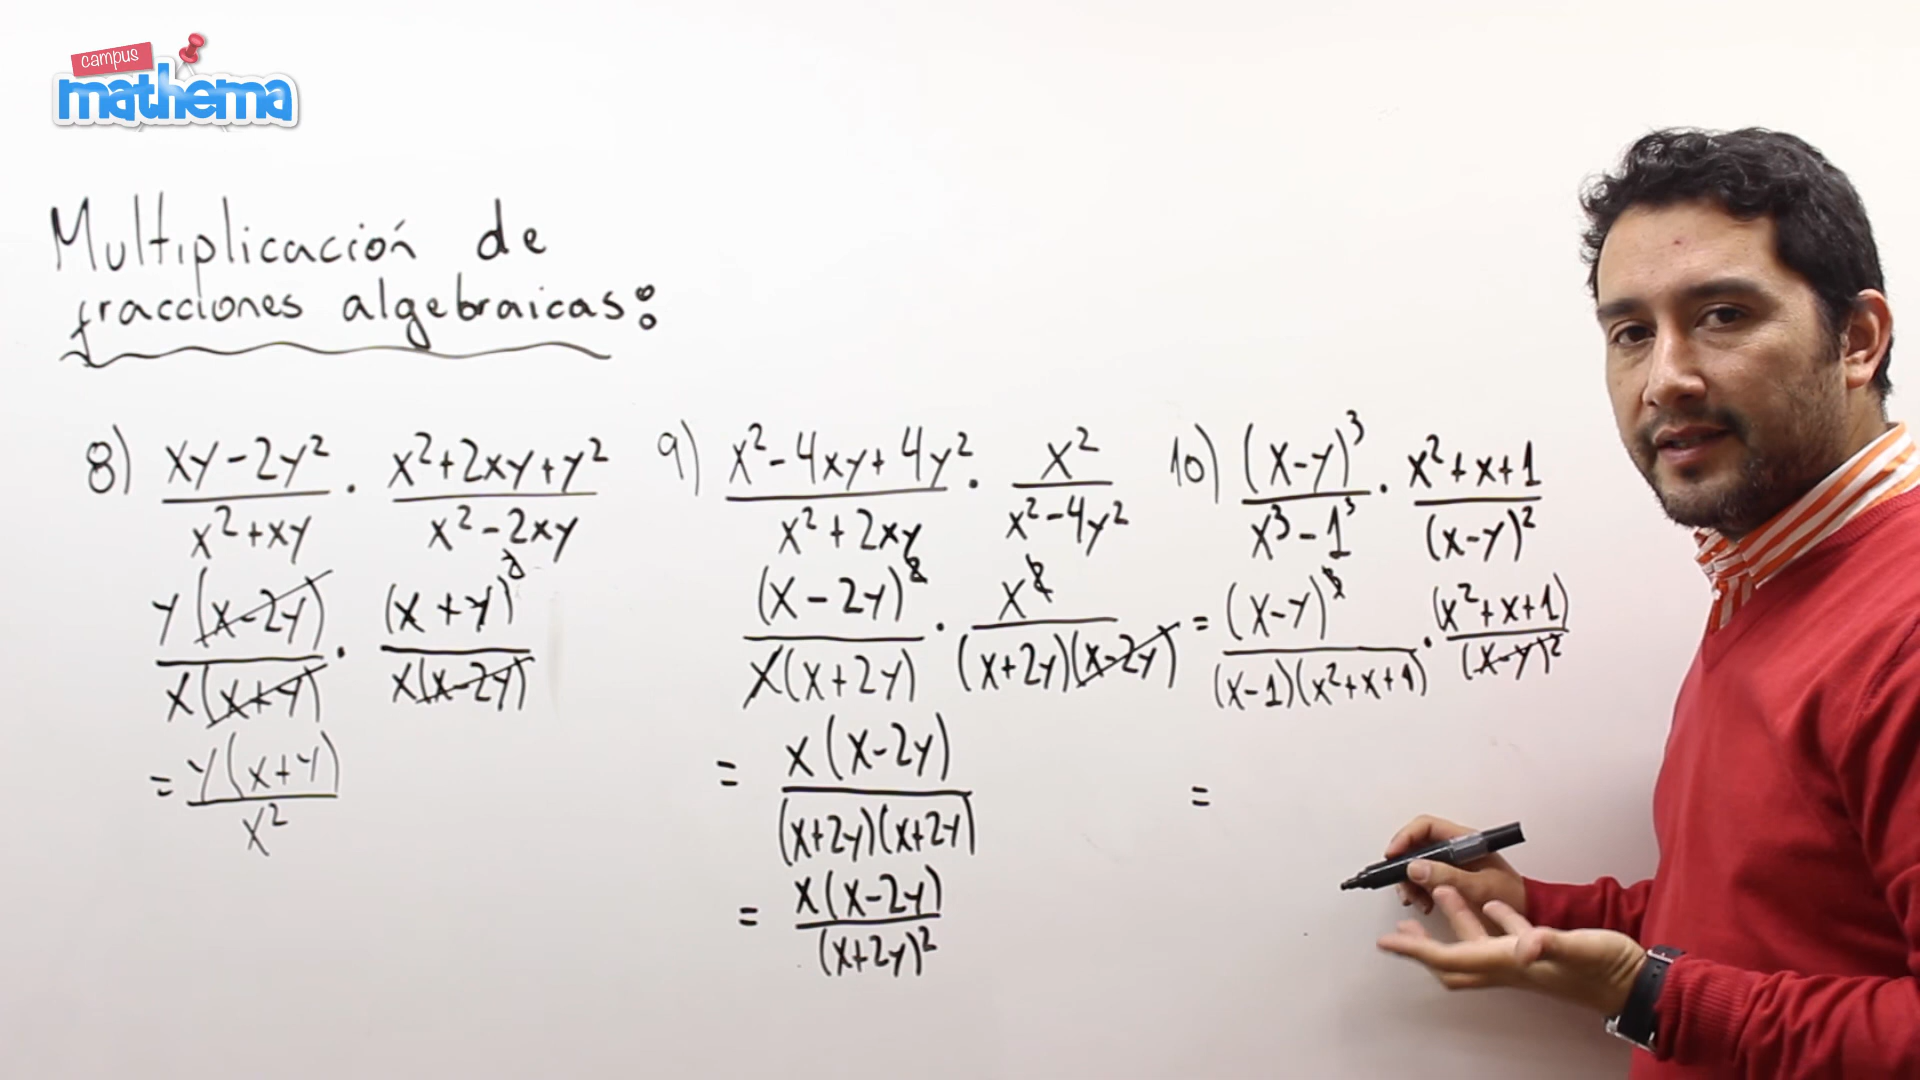 campus
mathema
Multiplicación de
fracciones algebraicas:
8) (xy-2y²)/(x²+xy) · (x²+2xy+y²)/(x²-2xy)
y(x-2y)/x(x+y) · (x+y)²/x(x-2y)
= y(x+y)/x²
9) (x²-4xy+4y²)/(x²+2xy) · x²/(x²-4y²)
(x-2y)²/x(x+2y) · x²/(x+2y)(x-2y)
= x(x-2y)/(x+2y)(x+2y)
= x(x-2y)/(x+2y)²
10) (x-y)³/(x³-1³) · (x²+x+1)/(x-y)²
= (x-y)³/(x-1)(x²+x+1) · (x²+x+1)/(x-y)²
=